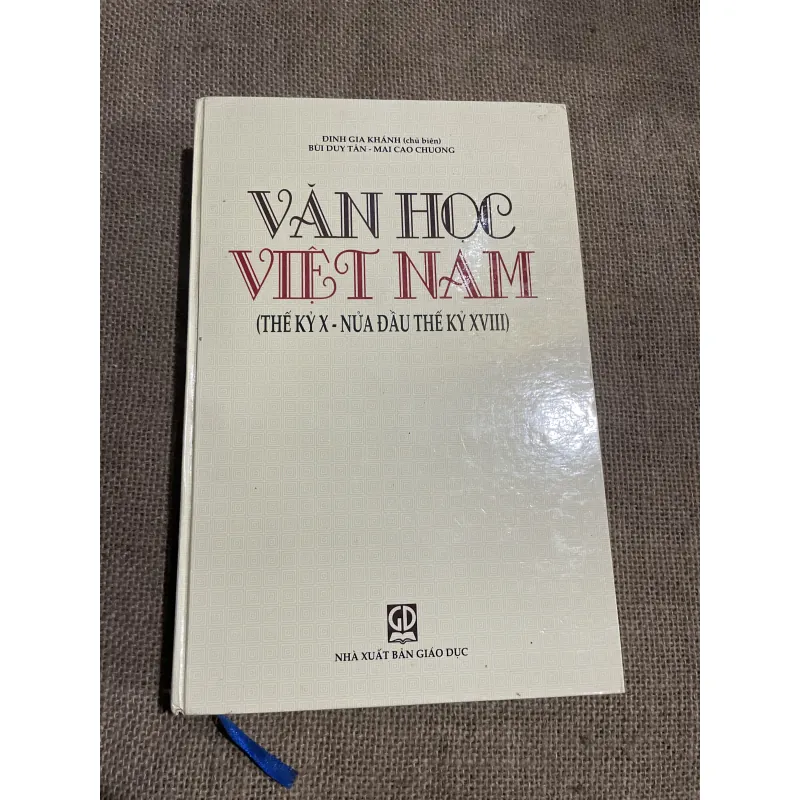 ĐINH GIA KHÁNH (chủ biên)
BÙI DUY TÂN - MAI CAO CHƯƠNG
VĂN HỌC
VIỆT NAM
(THẾ KỶ X - NỬA ĐẦU THẾ KỶ XVIII)
GD
NHÀ XUẤT BẢN GIÁO DỤC